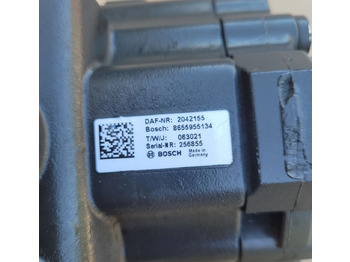 DAF-NR: 2042155
Bosch: 8655955134
T/W/J: 063021
Serial-NR: 256855
BOSCH Made in Germany